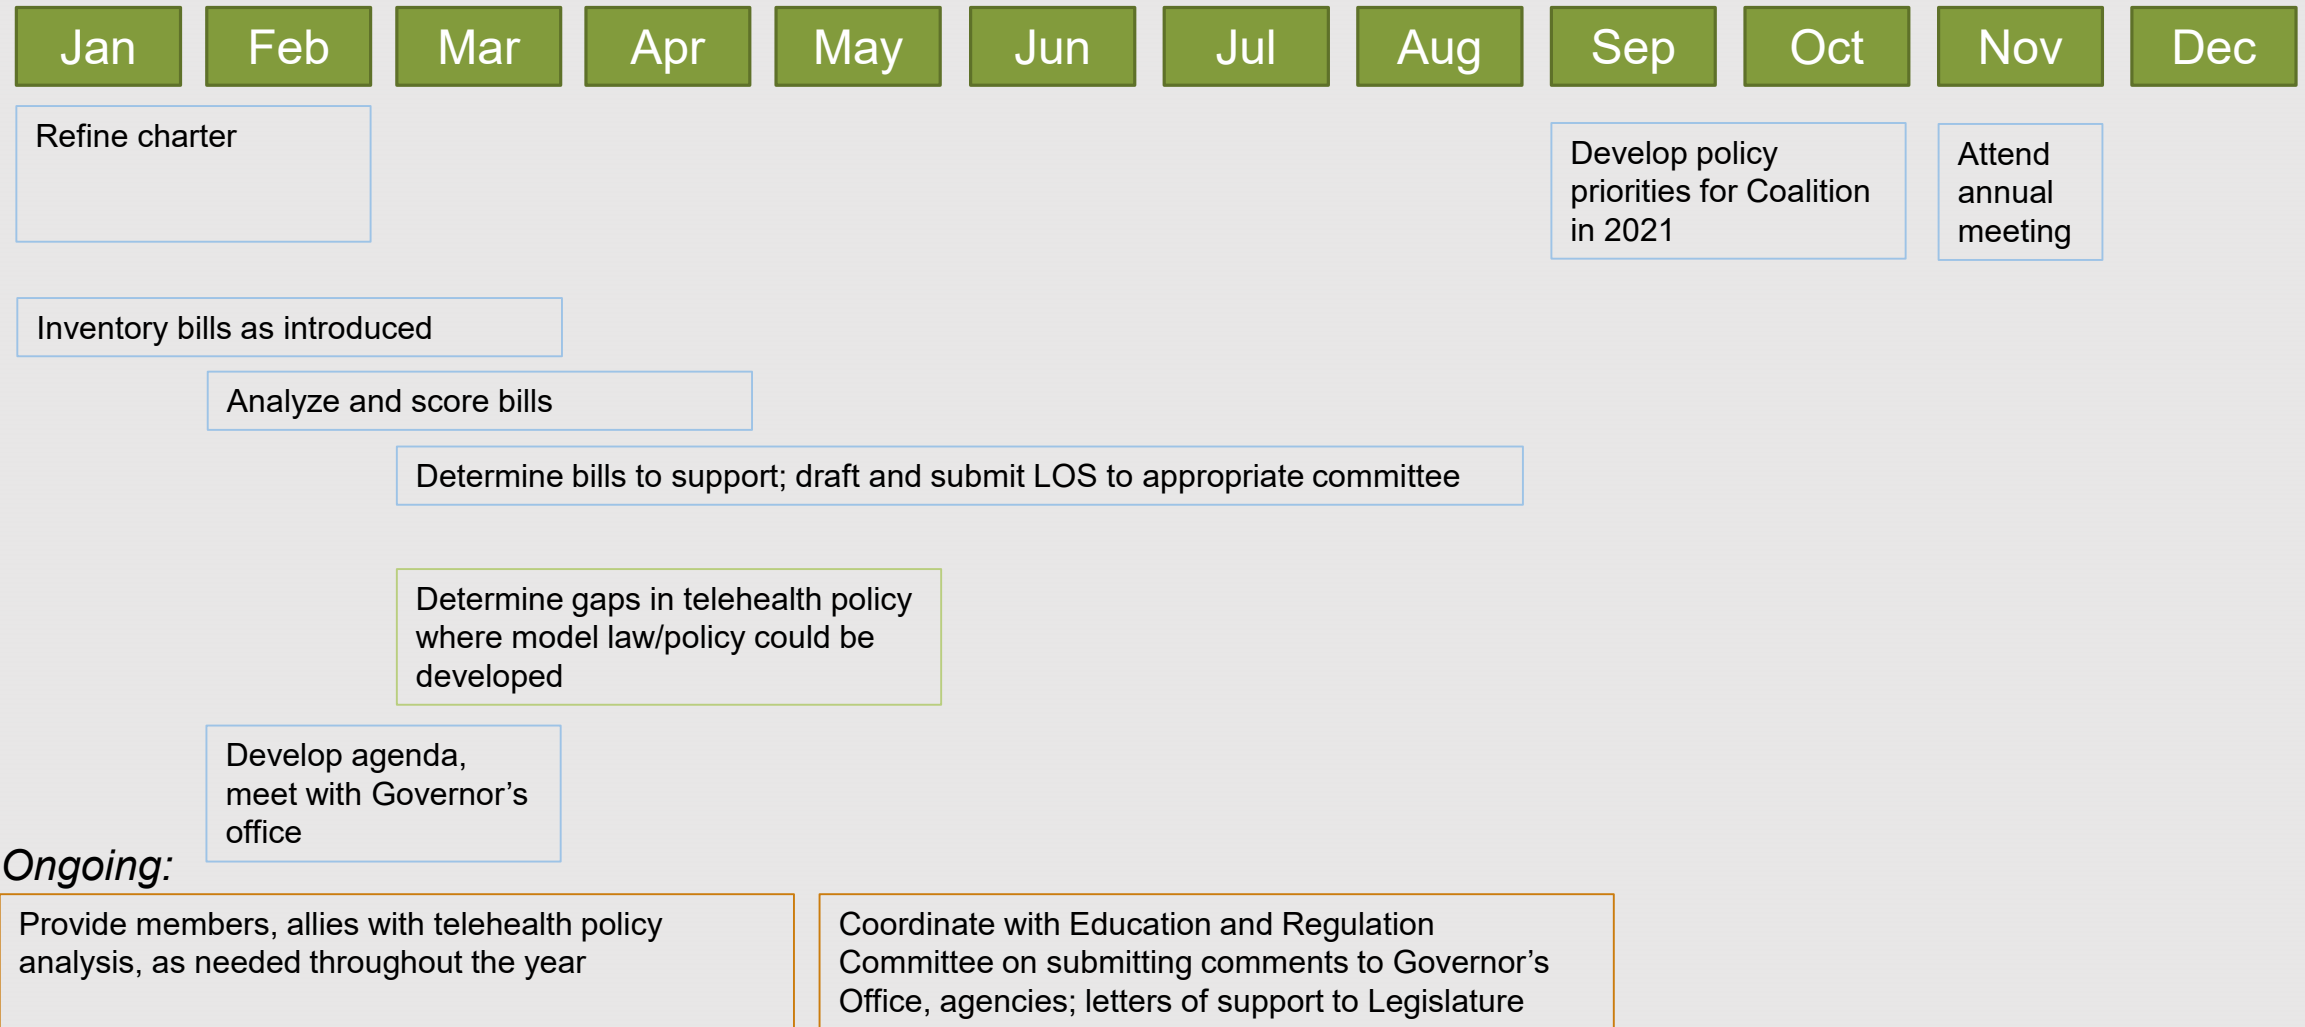 Jan Feb Mar Apr May Jun Jul Aug Sep Oct Nov Dec
Refine charter
Develop policy
priorities for Coalition
in 2021
Attend
annual
meeting
Inventory bills as introduced
Analyze and score bills
Determine bills to support; draft and submit LOS to appropriate committee
Determine gaps in telehealth policy
where model law/policy could be
developed
Develop agenda,
meet with Governor’s
office
Ongoing:
Provide members, allies with telehealth policy
analysis, as needed throughout the year
Coordinate with Education and Regulation
Committee on submitting comments to Governor’s
Office, agencies; letters of support to Legislature